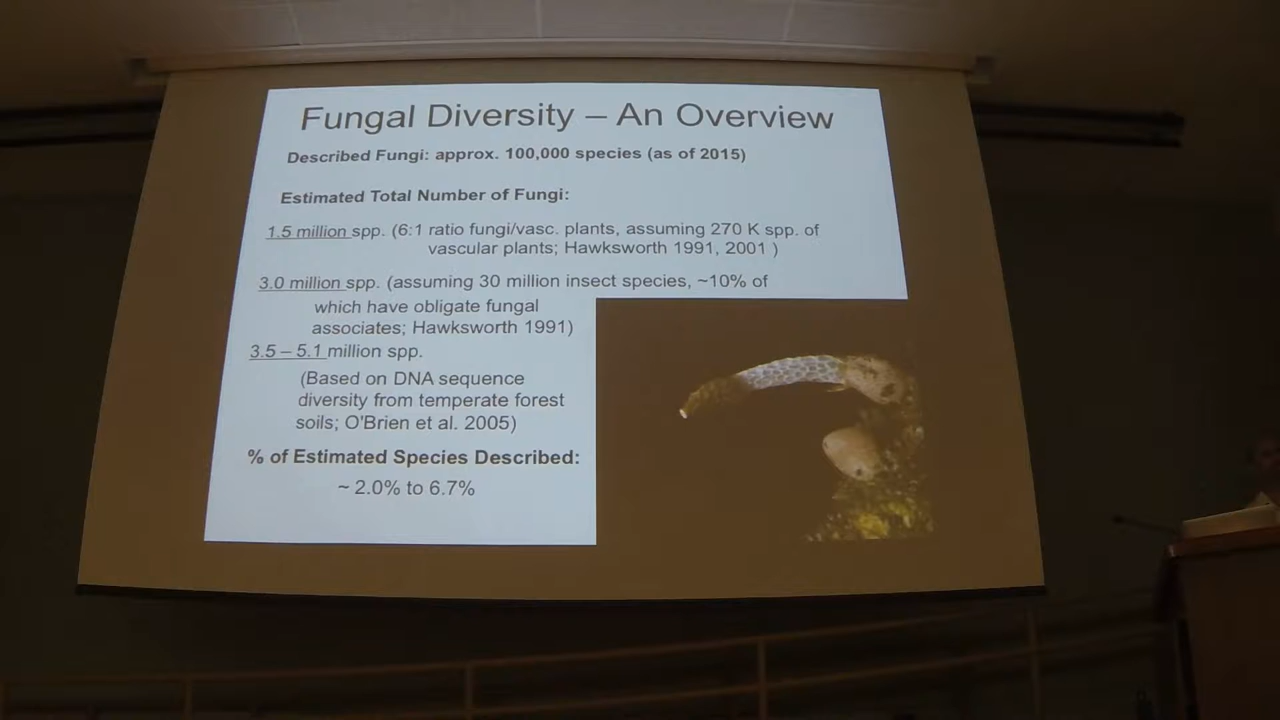 Fungal Diversity – An Overview
Described Fungi: approx. 100,000 species (as of 2015)
Estimated Total Number of Fungi:
1.5 million spp. (6:1 ratio fungi/vasc. plants, assuming 270 K spp. of
vascular plants; Hawksworth 1991, 2001 )
3.0 million spp. (assuming 30 million insect species, ~10% of
which have obligate fungal
associates; Hawksworth 1991)
3.5 – 5.1 million spp.
(Based on DNA sequence
diversity from temperate forest
soils; O'Brien et al. 2005)
% of Estimated Species Described:
~ 2.0% to 6.7%